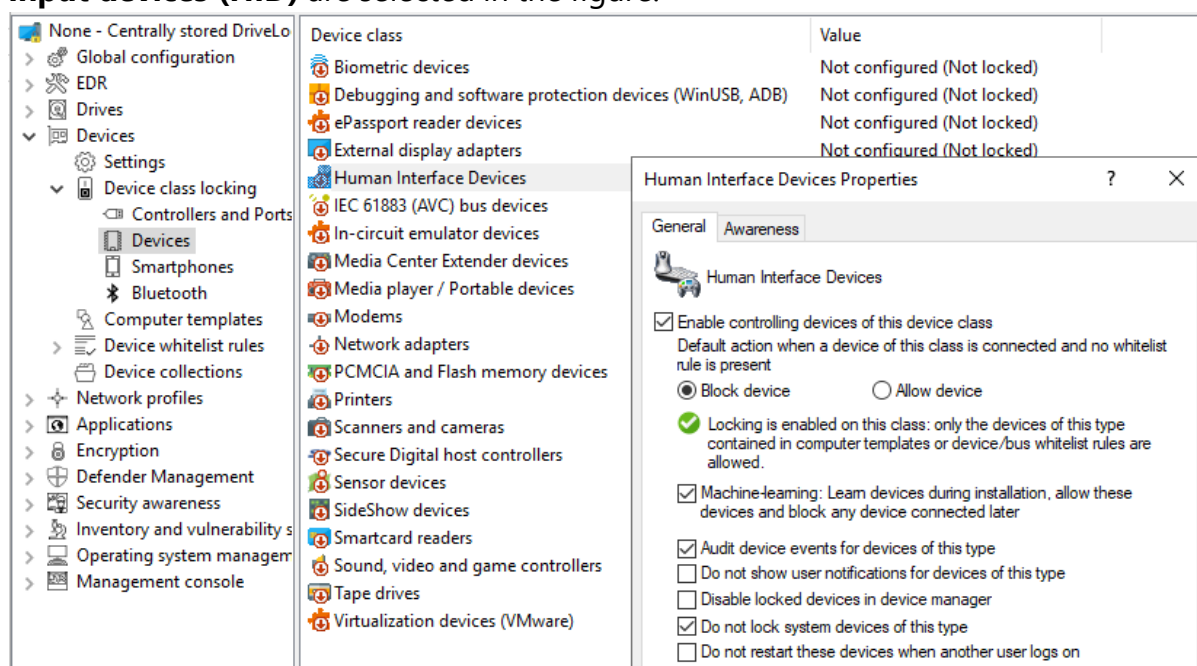 input devices (HID) are selected in the figure.
None - Centrally stored DriveLo
Global configuration
EDR
Drives
Devices
Settings
Device class locking
Controllers and Ports
Devices
Smartphones
Bluetooth
Computer templates
Device whitelist rules
Device collections
Network profiles
Applications
Encryption
Defender Management
Security awareness
Inventory and vulnerability s
Operating system managem
Management console
Device class Value
Biometric devices Not configured (Not locked)
Debugging and software protection devices (WinUSB, ADB) Not configured (Not locked)
ePassport reader devices Not configured (Not locked)
External display adapters Not configured (Not locked)
Human Interface Devices
IEC 61883 (AVC) bus devices
In-circuit emulator devices
Media Center Extender devices
Media player / Portable devices
Modems
Network adapters
PCMCIA and Flash memory devices
Printers
Scanners and cameras
Secure Digital host controllers
Sensor devices
SideShow devices
Smartcard readers
Sound, video and game controllers
Tape drives
Virtualization devices (VMware)
Human Interface Devices Properties ? ×
General Awareness
Human Interface Devices
Enable controlling devices of this device class
Default action when a device of this class is connected and no whitelist
rule is present
Block device Allow device
Locking is enabled on this class: only the devices of this type
contained in computer templates or device/bus whitelist rules are
allowed.
Machine-learning: Learn devices during installation, allow these
devices and block any device connected later
Audit device events for devices of this type
Do not show user notifications for devices of this type
Disable locked devices in device manager
Do not lock system devices of this type
Do not restart these devices when another user logs on